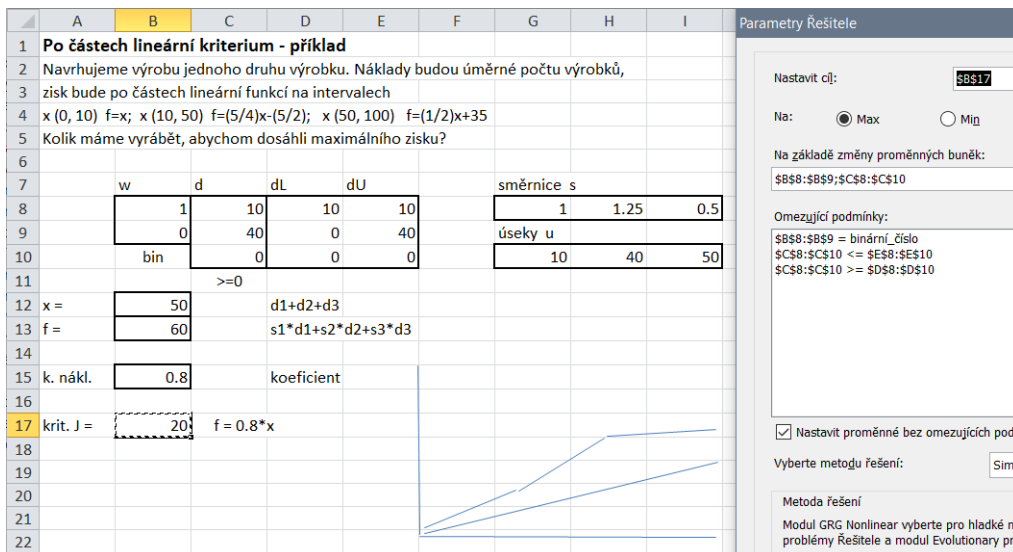 A B C D E F G H I
1 Po částech lineární kriterium - příklad
2 Navrhujeme výrobu jednoho druhu výrobku. Náklady budou úměrné počtu výrobků,
3 zisk bude po částech lineární funkcí na intervalech
4 x (0, 10) f=x; x (10, 50) f=(5/4)x-(5/2); x (50, 100) f=(1/2)x+35
5 Kolik máme vyrábět, abychom dosáhli maximálního zisku?
6
7 w d dL dU směrnice s
8 1 10 10 10 1 1.25 0.5
9 0 40 0 40 úseky u
10 bin 0 0 0 10 40 50
11 >=0
12 x = 50 d1+d2+d3
13 f = 60 s1*d1+s2*d2+s3*d3
14
15 k. nákl. 0.8 koeficient
16
17 krit. J = 20 f = 0.8*x
18
19
20
21
22
Parametry Řešitele
Nastavit cíl: $B$17
Na: Max Min
Na základě změny proměnných buněk:
$B$8:$B$9;$C$8:$C$10
Omezující podmínky:
$B$8:$B$9 = binární_číslo
$C$8:$C$10 <= $E$8:$E$10
$C$8:$C$10 >= $D$8:$D$10
Nastavit proměnné bez omezujících pod
Vyberte metodu řešení: Sim
Metoda řešení
Modul GRG Nonlinear vyberte pro hladké n
problémy Řešitele a modul Evolutionary pr